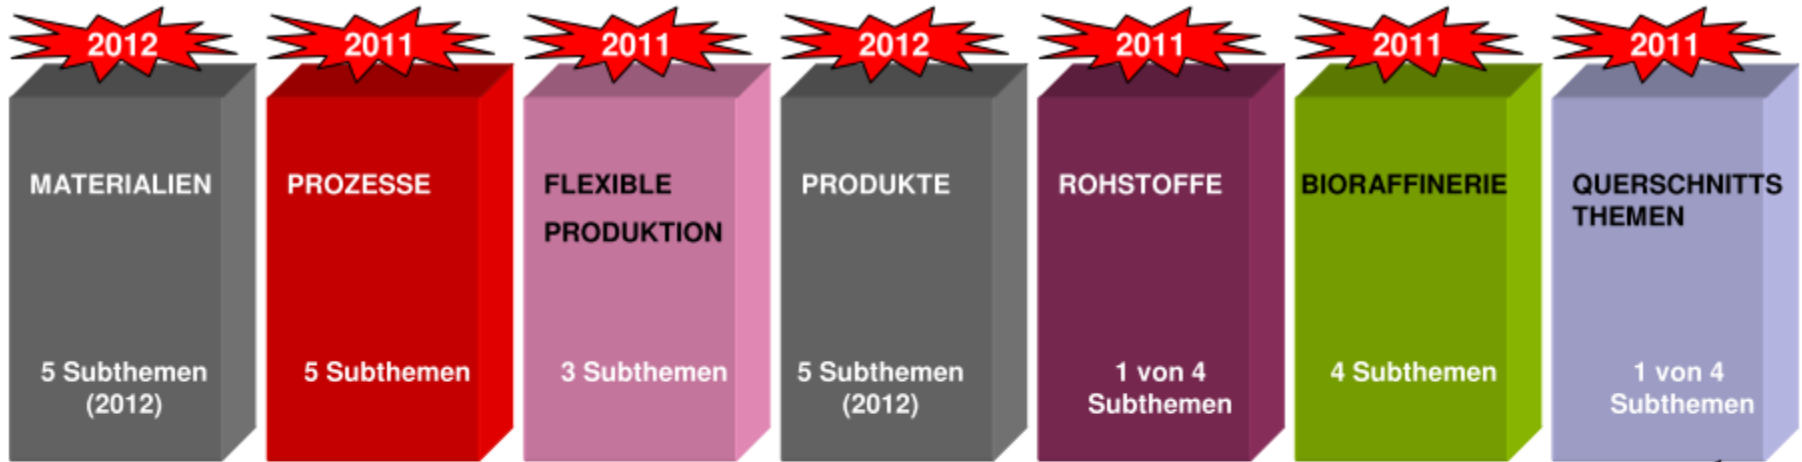 2012
2011
2011
2012
2011
2011
2011
MATERIALIEN
5 Subthemen
(2012)
PROZESSE
5 Subthemen
FLEXIBLE
PRODUKTION
3 Subthemen
PRODUKTE
5 Subthemen
(2012)
ROHSTOFFE
1 von 4
Subthemen
BIORAFFINERIE
4 Subthemen
QUERSCHNITTS
THEMEN
1 von 4
Subthemen